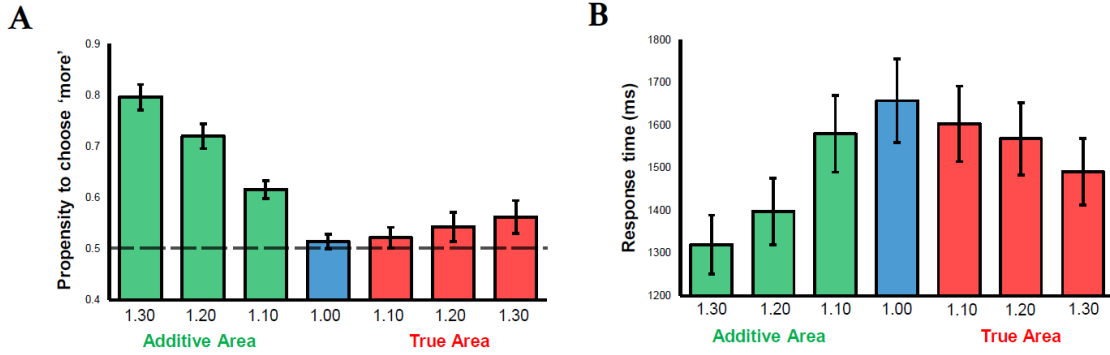 A
Propensity to choose ‘more’
0.9
0.8
0.7
0.6
0.5
0.4
1.30 1.20 1.10 1.00 1.10 1.20 1.30
Additive Area True Area
B
Response time (ms)
1800
1700
1600
1500
1400
1300
1200
1.30 1.20 1.10 1.00 1.10 1.20 1.30
Additive Area True Area